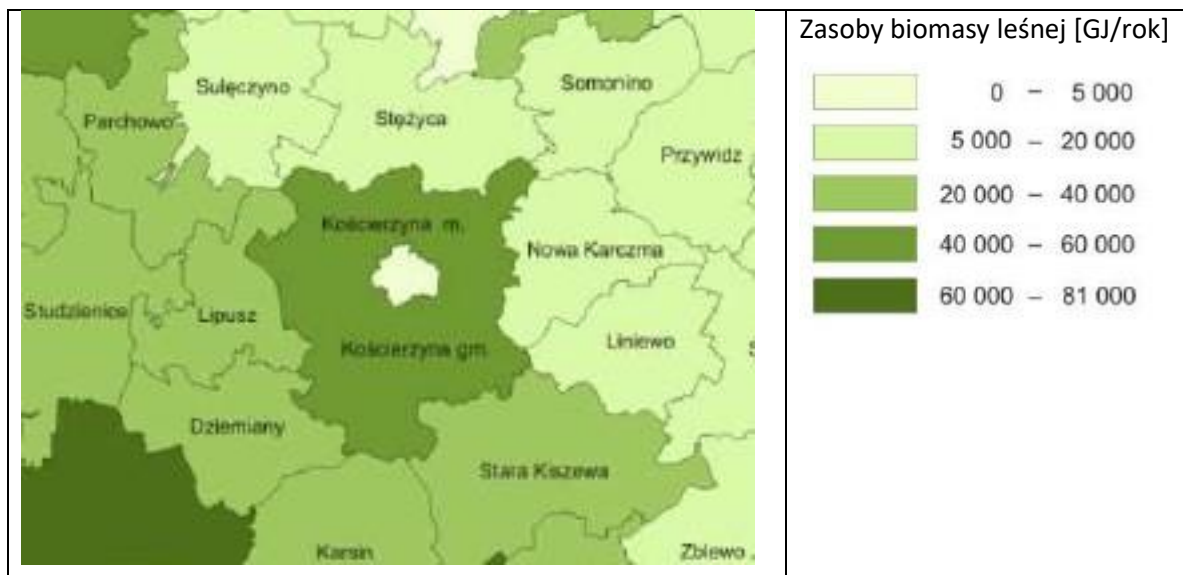 Zasoby biomasy leśnej [GJ/rok]
0 – 5 000
5 000 – 20 000
20 000 – 40 000
40 000 – 60 000
60 000 – 81 000
Sulęczyno
Somonino
Parchowo
Stężyca
Przywidz
Kościerzyna m.
Nowa Karczma
Studzienice
Lipusz
Liniewo
Kościerzyna gm.
Dziemiany
Stara Kiszewa
Karsin
Zblewo